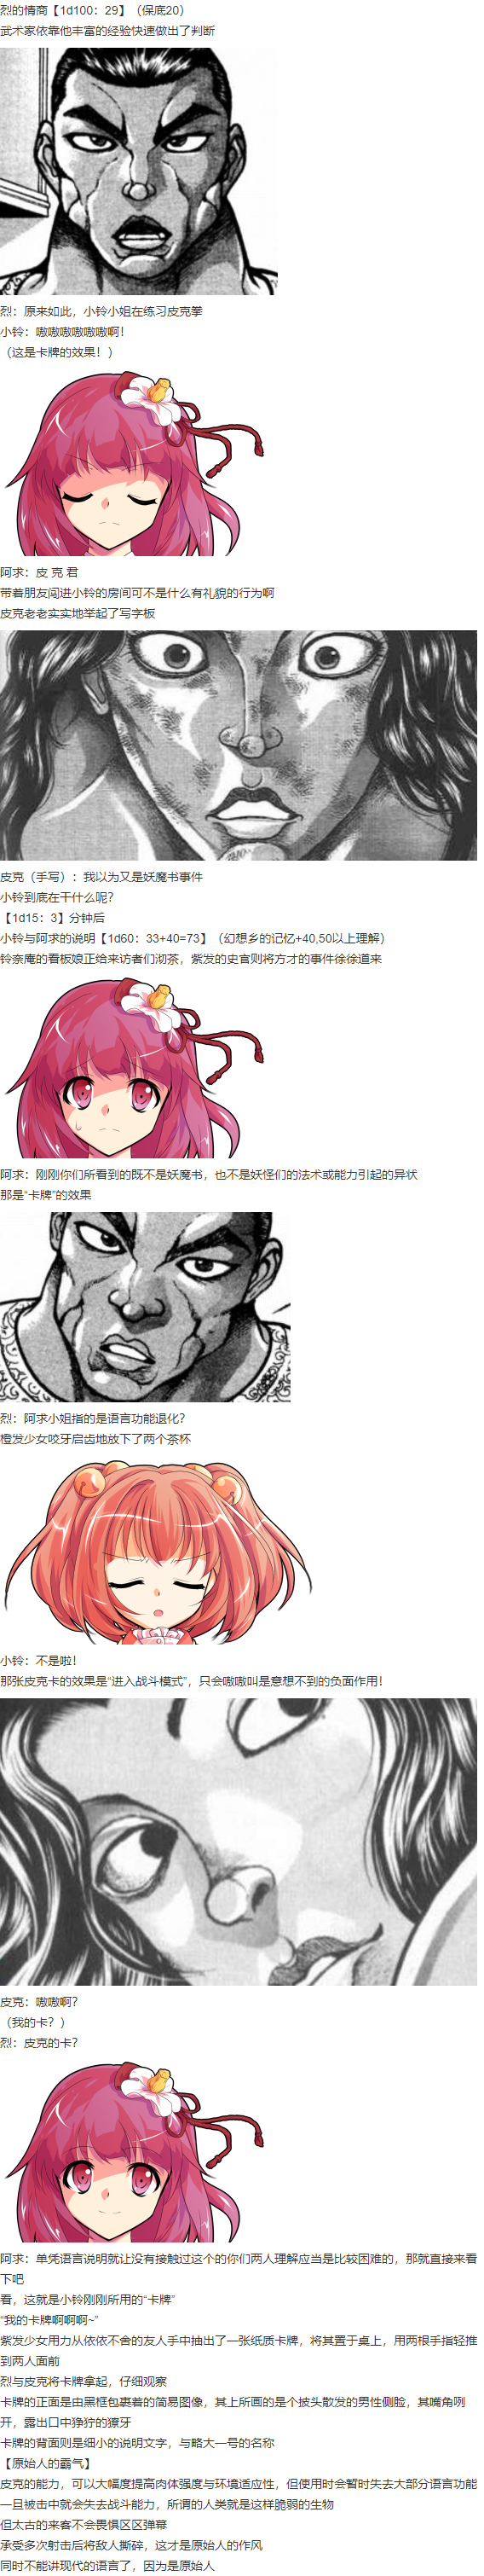 烈的情商【1d100：29】（保底20）
武术家依靠他丰富的经验快速做出了判断
烈：原来如此，小铃小姐在练习皮克拳
小铃：嗷嗷嗷嗷嗷嗷啊！
（这是卡牌的效果！）
阿求：皮 克 君
带着朋友闯进小铃的房间可不是什么有礼貌的行为啊
皮克老老实实地举起了写字板
皮克（手写）：我以为又是妖魔书事件
小铃到底在干什么呢？
【1d15：3】分钟后
小铃与阿求的说明【1d60：33+40=73】（幻想乡的记忆+40,50以上理解）
铃奈庵的看板娘正给来访者们沏茶，紫发的史官则将方才的事件徐徐道来
阿求：刚刚你们所看到的既不是妖魔书，也不是妖怪们的法术或能力引起的异状
那是“卡牌”的效果
烈：阿求小姐指的是语言功能退化？
橙发少女咬牙启齿地放下了两个茶杯
小铃：不是啦！
那张皮克卡的效果是“进入战斗模式”，只会嗷嗷叫是意想不到的负面作用！
皮克：嗷嗷啊？
（我的卡？）
烈：皮克的卡？
阿求：单凭语言说明就让没有接触过这个的你们两人理解应当是比较困难的，那就直接来看
下吧
看，这就是小铃刚刚所用的“卡牌”
“我的卡牌啊啊啊~”
紫发少女用力从依依不舍的友人手中抽出了一张纸质卡牌，将其置于桌上，用两根手指轻推
到两人面前
烈与皮克将卡牌拿起，仔细观察
卡牌的正面是由黑框包裹着的简易图像，其上所画的是个披头散发的男性侧脸，其嘴角咧
开，露出口中狰狞的獠牙
卡牌的背面则是细小的说明文字，与略大一号的名称
【原始人的霸气】
皮克的能力，可以大幅度提高肉体强度与环境适应性，但使用时会暂时失去大部分语言功能
一旦被击中就会失去战斗能力，所谓的人类就是这样脆弱的生物
但太古的来客不会畏惧区区弹幕
承受多次射击后将敌人撕碎，这才是原始人的作风
同时不能讲现代的语言了，因为是原始人